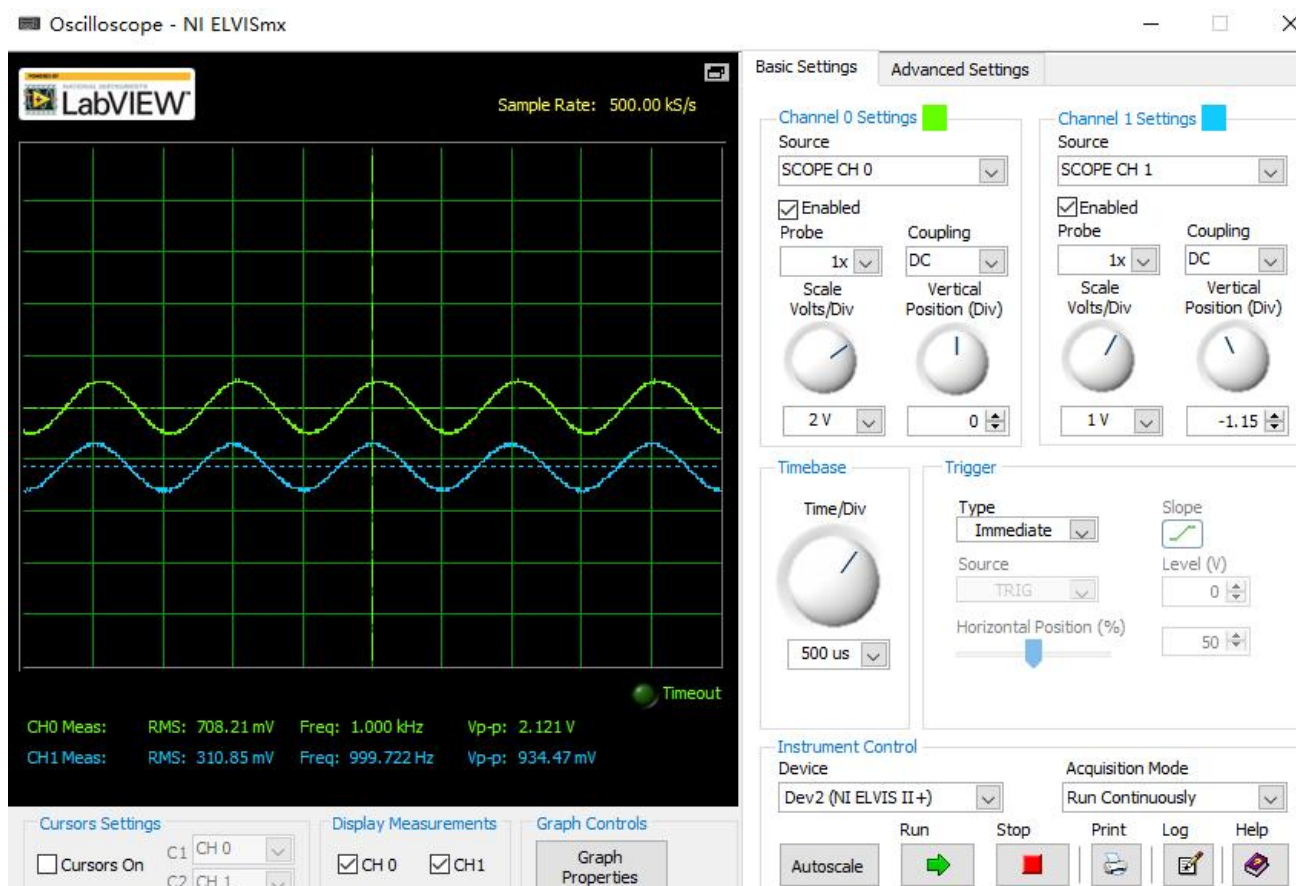 Oscilloscope - NI ELVISmx
POWERED BY
NATIONAL INSTRUMENTS
LabVIEW™
Sample Rate: 500.00 kS/s
Timeout
CH0 Meas: RMS: 708.21 mV Freq: 1.000 kHz Vp-p: 2.121 V
CH1 Meas: RMS: 310.85 mV Freq: 999.722 Hz Vp-p: 934.47 mV
Cursors Settings
Cursors On
C1 CH 0
C2 CH 1
Display Measurements
CH 0 CH1
Graph Controls
Graph
Properties
Basic Settings Advanced Settings
Channel 0 Settings
Source
SCOPE CH 0
Enabled
Probe Coupling
1x DC
Scale Vertical
Volts/Div Position (Div)
2 V 0
Channel 1 Settings
Source
SCOPE CH 1
Enabled
Probe Coupling
1x DC
Scale Vertical
Volts/Div Position (Div)
1 V -1.15
Timebase
Time/Div
500 us
Trigger
Type Slope
Immediate
Source Level (V)
TRIG 0
Horizontal Position (%)
50
Instrument Control
Device Acquisition Mode
Dev2 (NI ELVIS II+) Run Continuously
Run Stop Print Log Help
Autoscale